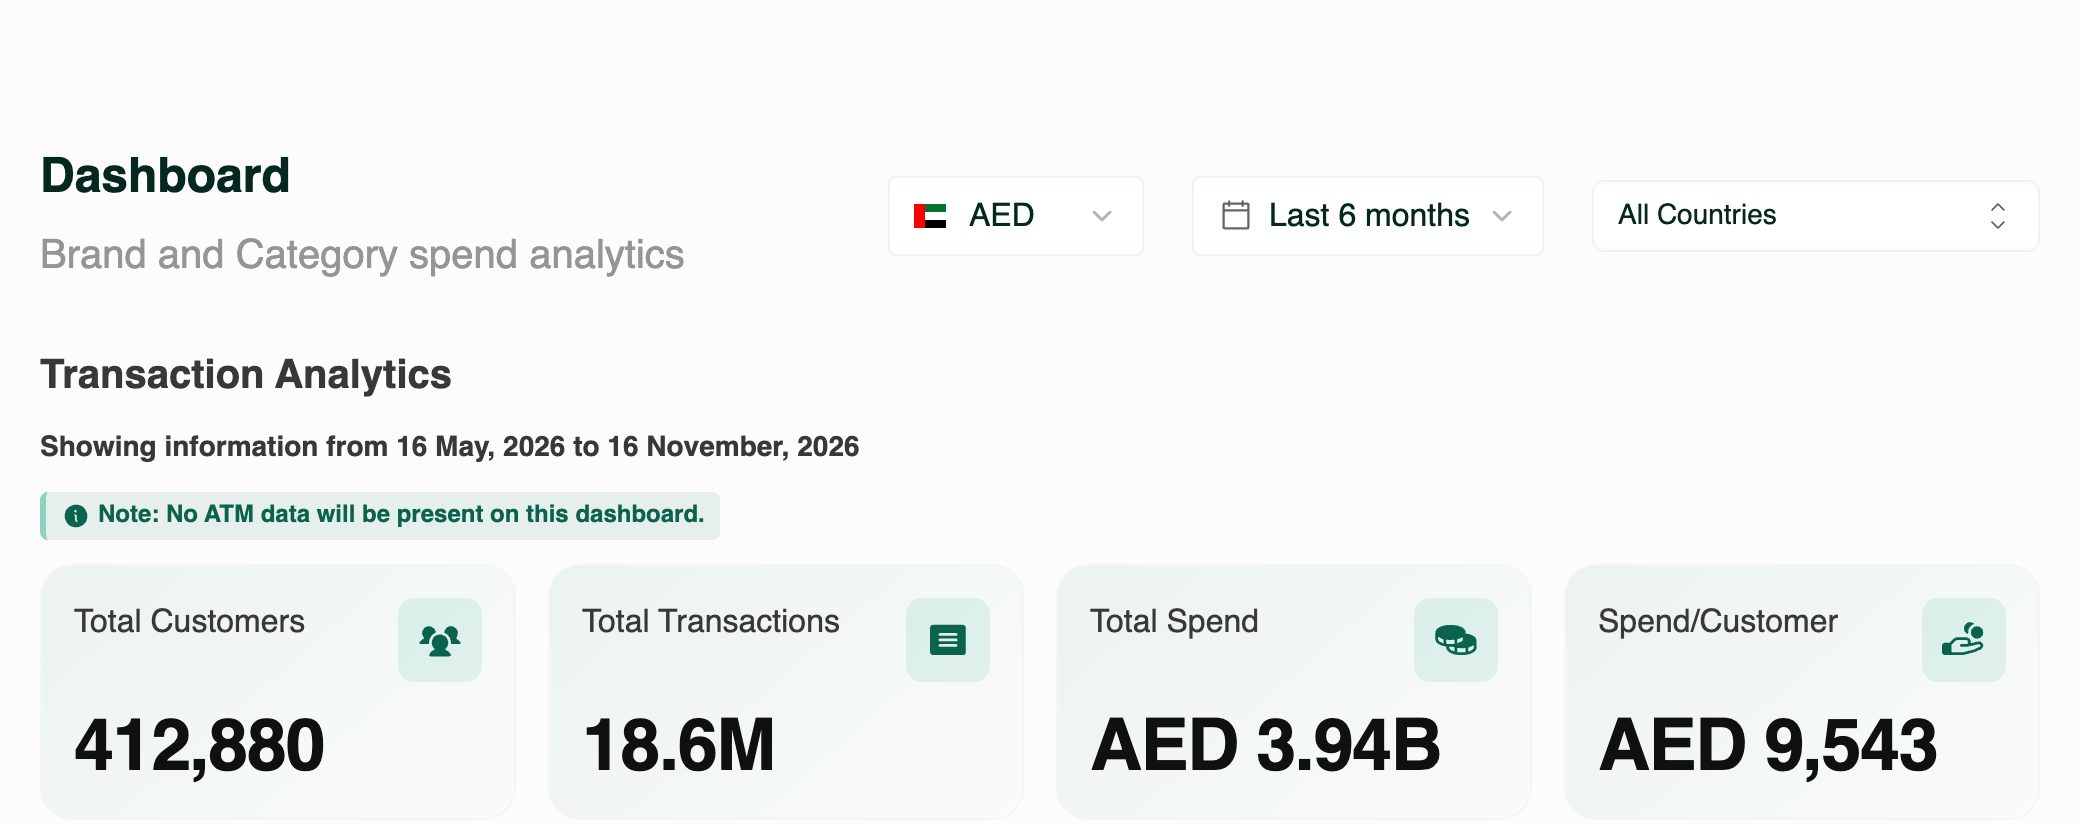 Dashboard
Brand and Category spend analytics
AED
Last 6 months
All Countries
Transaction Analytics
Showing information from 16 May, 2026 to 16 November, 2026
Note: No ATM data will be present on this dashboard.
Total Customers
412,880
Total Transactions
18.6M
Total Spend
AED 3.94B
Spend/Customer
AED 9,543